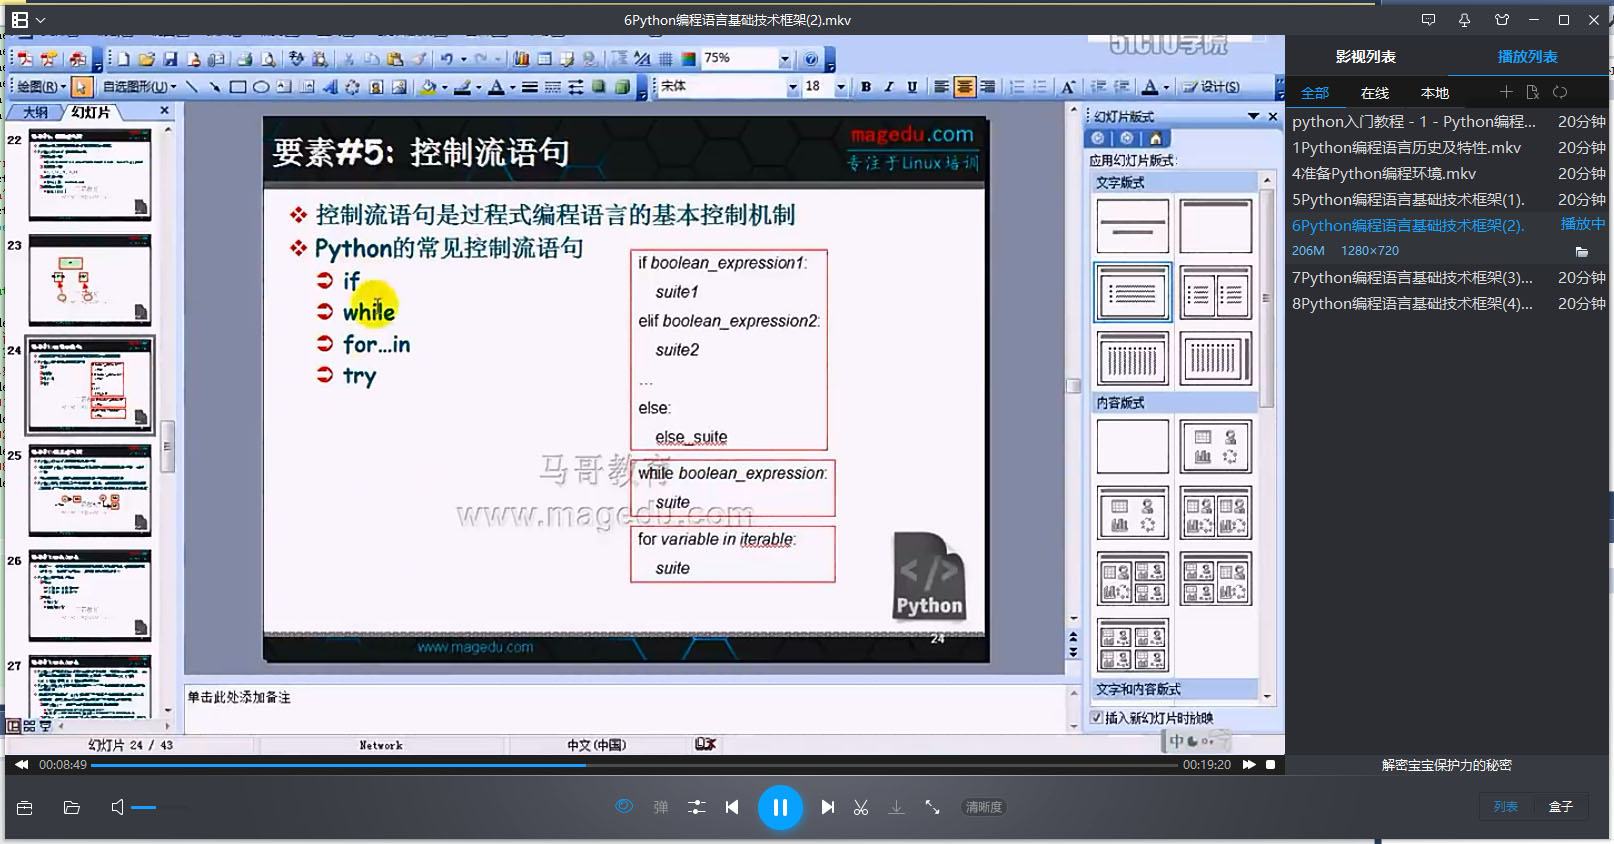 6Python编程语言基础技术框架(2).mkv
51CTO学院
75%
绘图(R)
自选图形(U)
宋体
18
B I U
设计(S)
大纲
幻灯片
22
23
24
25
26
27
要素#5: 控制流语句
magedu.com
专注于Linux培训
控制流语句是过程式编程语言的基本控制机制
Python的常见控制流语句
if
while
for...in
try
if boolean_expression1:
suite1
elif boolean_expression2:
suite2
...
else:
else_suite
while boolean_expression:
suite
for variable in iterable:
suite
马哥教育
www.magedu.com
</>
Python
www.magedu.com
24
单击此处添加备注
幻灯片版式
应用幻灯片版式:
文字版式
内容版式
文字和内容版式
插入新幻灯片时放映
幻灯片 24 / 43
Network
中文(中国)
中
影视列表
播放列表
全部
在线
本地
python入门教程 - 1 - Python编程... 20分钟
1Python编程语言历史及特性.mkv 20分钟
4准备Python编程环境.mkv 20分钟
5Python编程语言基础技术框架(1). 20分钟
6Python编程语言基础技术框架(2). 播放中
206M 1280×720
7Python编程语言基础技术框架(3)... 20分钟
8Python编程语言基础技术框架(4)... 20分钟
00:08:49
00:19:20
解密宝宝保护力的秘密
弹
清晰度
列表
盒子